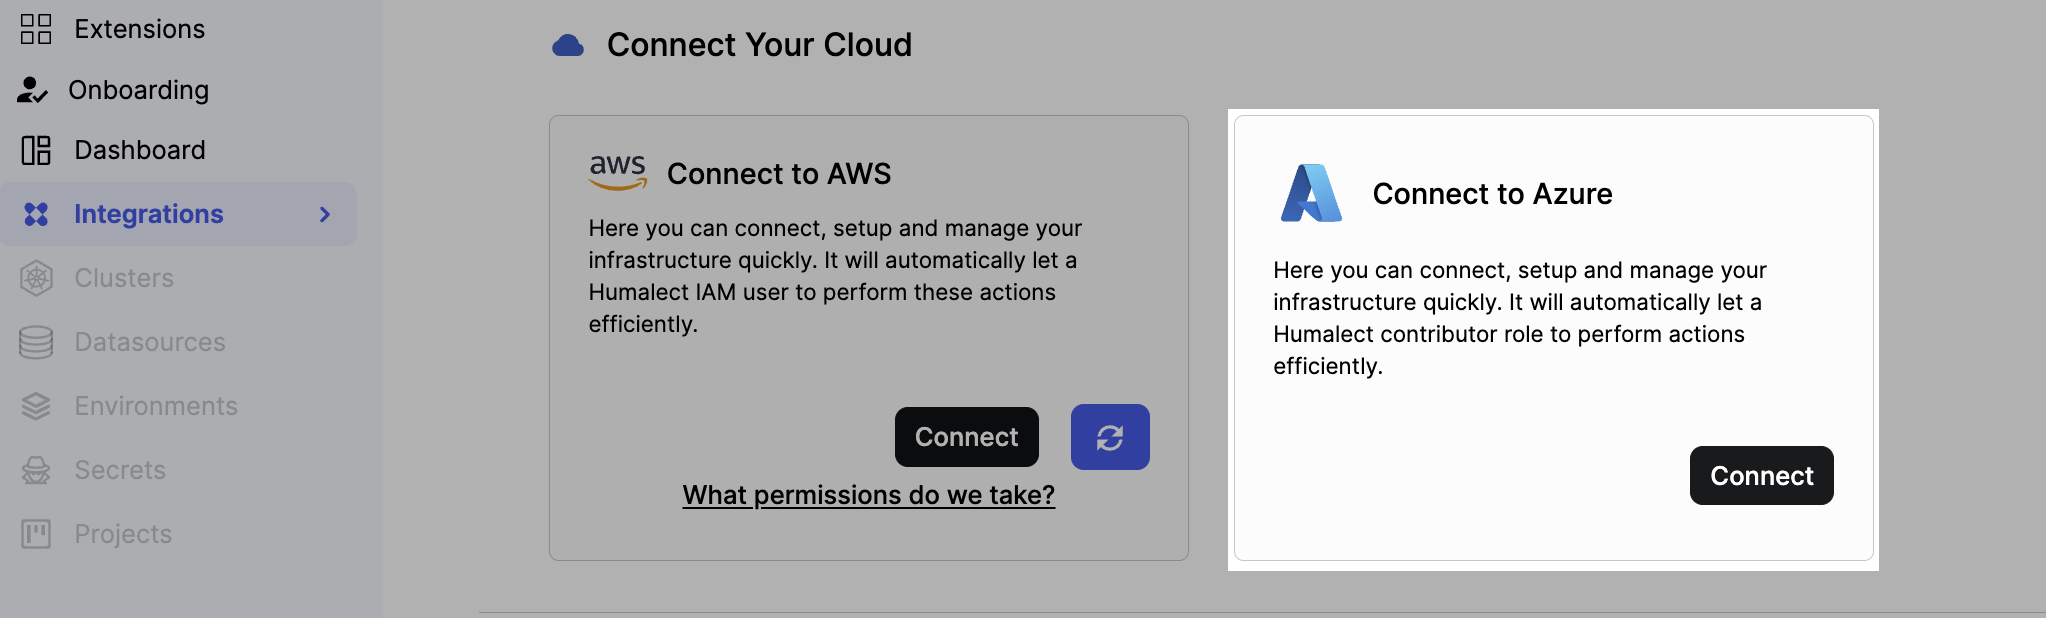 Extensions
Onboarding
Dashboard
Integrations
Clusters
Datasources
Environments
Secrets
Projects
Connect Your Cloud
aws
Connect to AWS
Here you can connect, setup and manage your
infrastructure quickly. It will automatically let a
Humalect IAM user to perform these actions
efficiently.
Connect
What permissions do we take?
Connect to Azure
Here you can connect, setup and manage your
infrastructure quickly. It will automatically let a
Humalect contributor role to perform actions
efficiently.
Connect